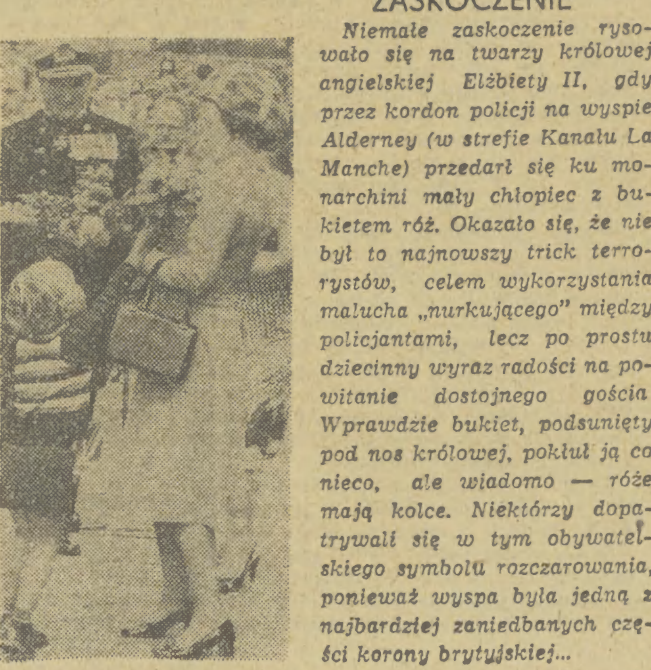 ZASKOCZENIE
Niemałe zaskoczenie ryso-
wało się na twarzy królowej
angielskiej Elżbiety II, gdy
przez kordon policji na wyspie
Alderney (w strefie Kanału La
Manche) przedarł się ku mo-
narchini mały chłopiec z bu-
kietem róż. Okazało się, że nie
był to najnowszy trick terro-
rystów, celem wykorzystania
malucha „nurkującego” między
policjantami, lecz po prostu
dziecinny wyraz radości na po-
witanie dostojnego gościa
Wprawdzie bukiet, podsunięty
pod nos królowej, pokłuł ją co
nieco, ale wiadomo — róże
mają kolce. Niektórzy dopa-
trywali się w tym obywatel-
skiego symbolu rozczarowania,
ponieważ wyspa była jedną z
najbardziej zaniedbanych czę-
ści korony brytyjskiej...